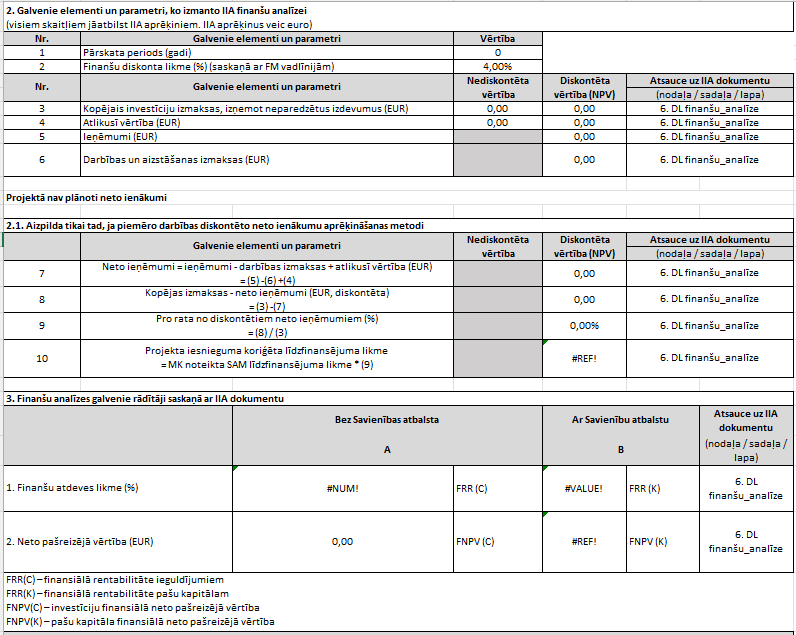 2. Galvenie elementi un parametri, ko izmanto IIA finanšu analīzei
(visiem skaitļiem jāatbilst IIA aprēķiniem. IIA aprēķinus veic euro)
Nr. Galvenie elementi un parametri Vērtība
1 Pārskata periods (gadi) 0
2 Finanšu diskonta likme (%) (saskaņā ar FM vadlīnijām) 4,00%
Nr. Galvenie elementi un parametri Nediskontēta vērtība Diskontēta vērtība (NPV) Atsauce uz IIA dokumentu
(nodaļa / sadaļa / lapa)
3 Kopējais investīciju izmaksas, izņemot neparedzētus izdevumus (EUR) 0,00 0,00 6. DL finanšu_analīze
4 Atlikusī vērtība (EUR) 0,00 0,00 6. DL finanšu_analīze
5 Ieņēmumi (EUR) 0,00 6. DL finanšu_analīze
6 Darbības un aizstāšanas izmaksas (EUR) 0,00 6. DL finanšu_analīze
Projektā nav plānoti neto ienākumi
2.1. Aizpilda tikai tad, ja piemēro darbības diskontēto neto ienākumu aprēķināšanas metodi
Galvenie elementi un parametri Nediskontēta vērtība Diskontēta vērtība (NPV) Atsauce uz IIA dokumentu
(nodaļa / sadaļa / lapa)
7 Neto ieņēmumi = ieņēmumi - darbības izmaksas + atlikusī vērtība (EUR)
= (5) -(6) +(4) 0,00 6. DL finanšu_analīze
8 Kopējas izmaksas - neto ieņēmumi (EUR, diskontēta)
= (3) -(7) 0,00 6. DL finanšu_analīze
9 Pro rata no diskontētiem neto ieņēmumiem (%)
= (8) / (3) 0,00% 6. DL finanšu_analīze
10 Projekta iesnieguma koriģēta līdzfinansējuma likme
= MK noteikta SAM līdzfinansējuma likme * (9) #REF! 6. DL finanšu_analīze
3. Finanšu analīzes galvenie rādītāji saskaņā ar IIA dokumentu
Bez Savienības atbalsta Ar Savienību atbalstu Atsauce uz IIA
dokumentu
A B (nodaļa / sadaļa /
lapa)
1. Finanšu atdeves likme (%) #NUM! FRR (C) #VALUE! FRR (K) 6. DL
finanšu_analīze
2. Neto pašreizējā vērtība (EUR) 0,00 FNPV (C) #REF! FNPV (K) 6. DL
finanšu_analīze
FRR(C) – finansiālā rentabilitāte ieguldījumiem
FRR(K) – finansiālā rentabilitāte pašu kapitālam
FNPV(C) – investīciju finansiālā neto pašreizējā vērtība
FNPV(K) – pašu kapitāla finansiālā neto pašreizējā vērtība